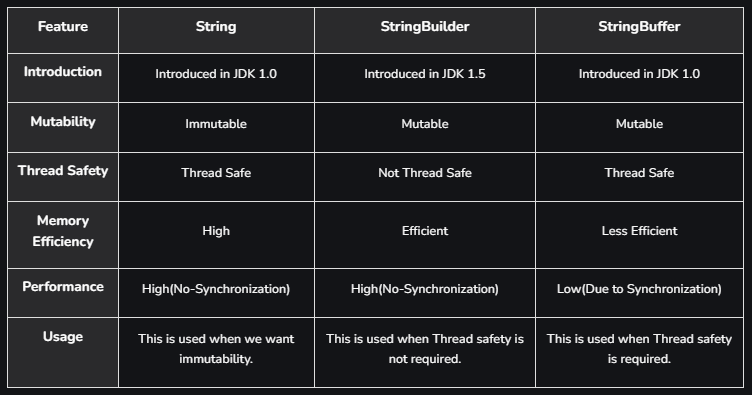 Feature String StringBuilder StringBuffer
Introduction Introduced in JDK 1.0 Introduced in JDK 1.5 Introduced in JDK 1.0
Mutability Immutable Mutable Mutable
Thread Safety Thread Safe Not Thread Safe Thread Safe
Memory
Efficiency High Efficient Less Efficient
Performance High(No-Synchronization) High(No-Synchronization) Low(Due to Synchronization)
Usage This is used when we want This is used when Thread safety is This is used when Thread safety
immutability. not required. is required.